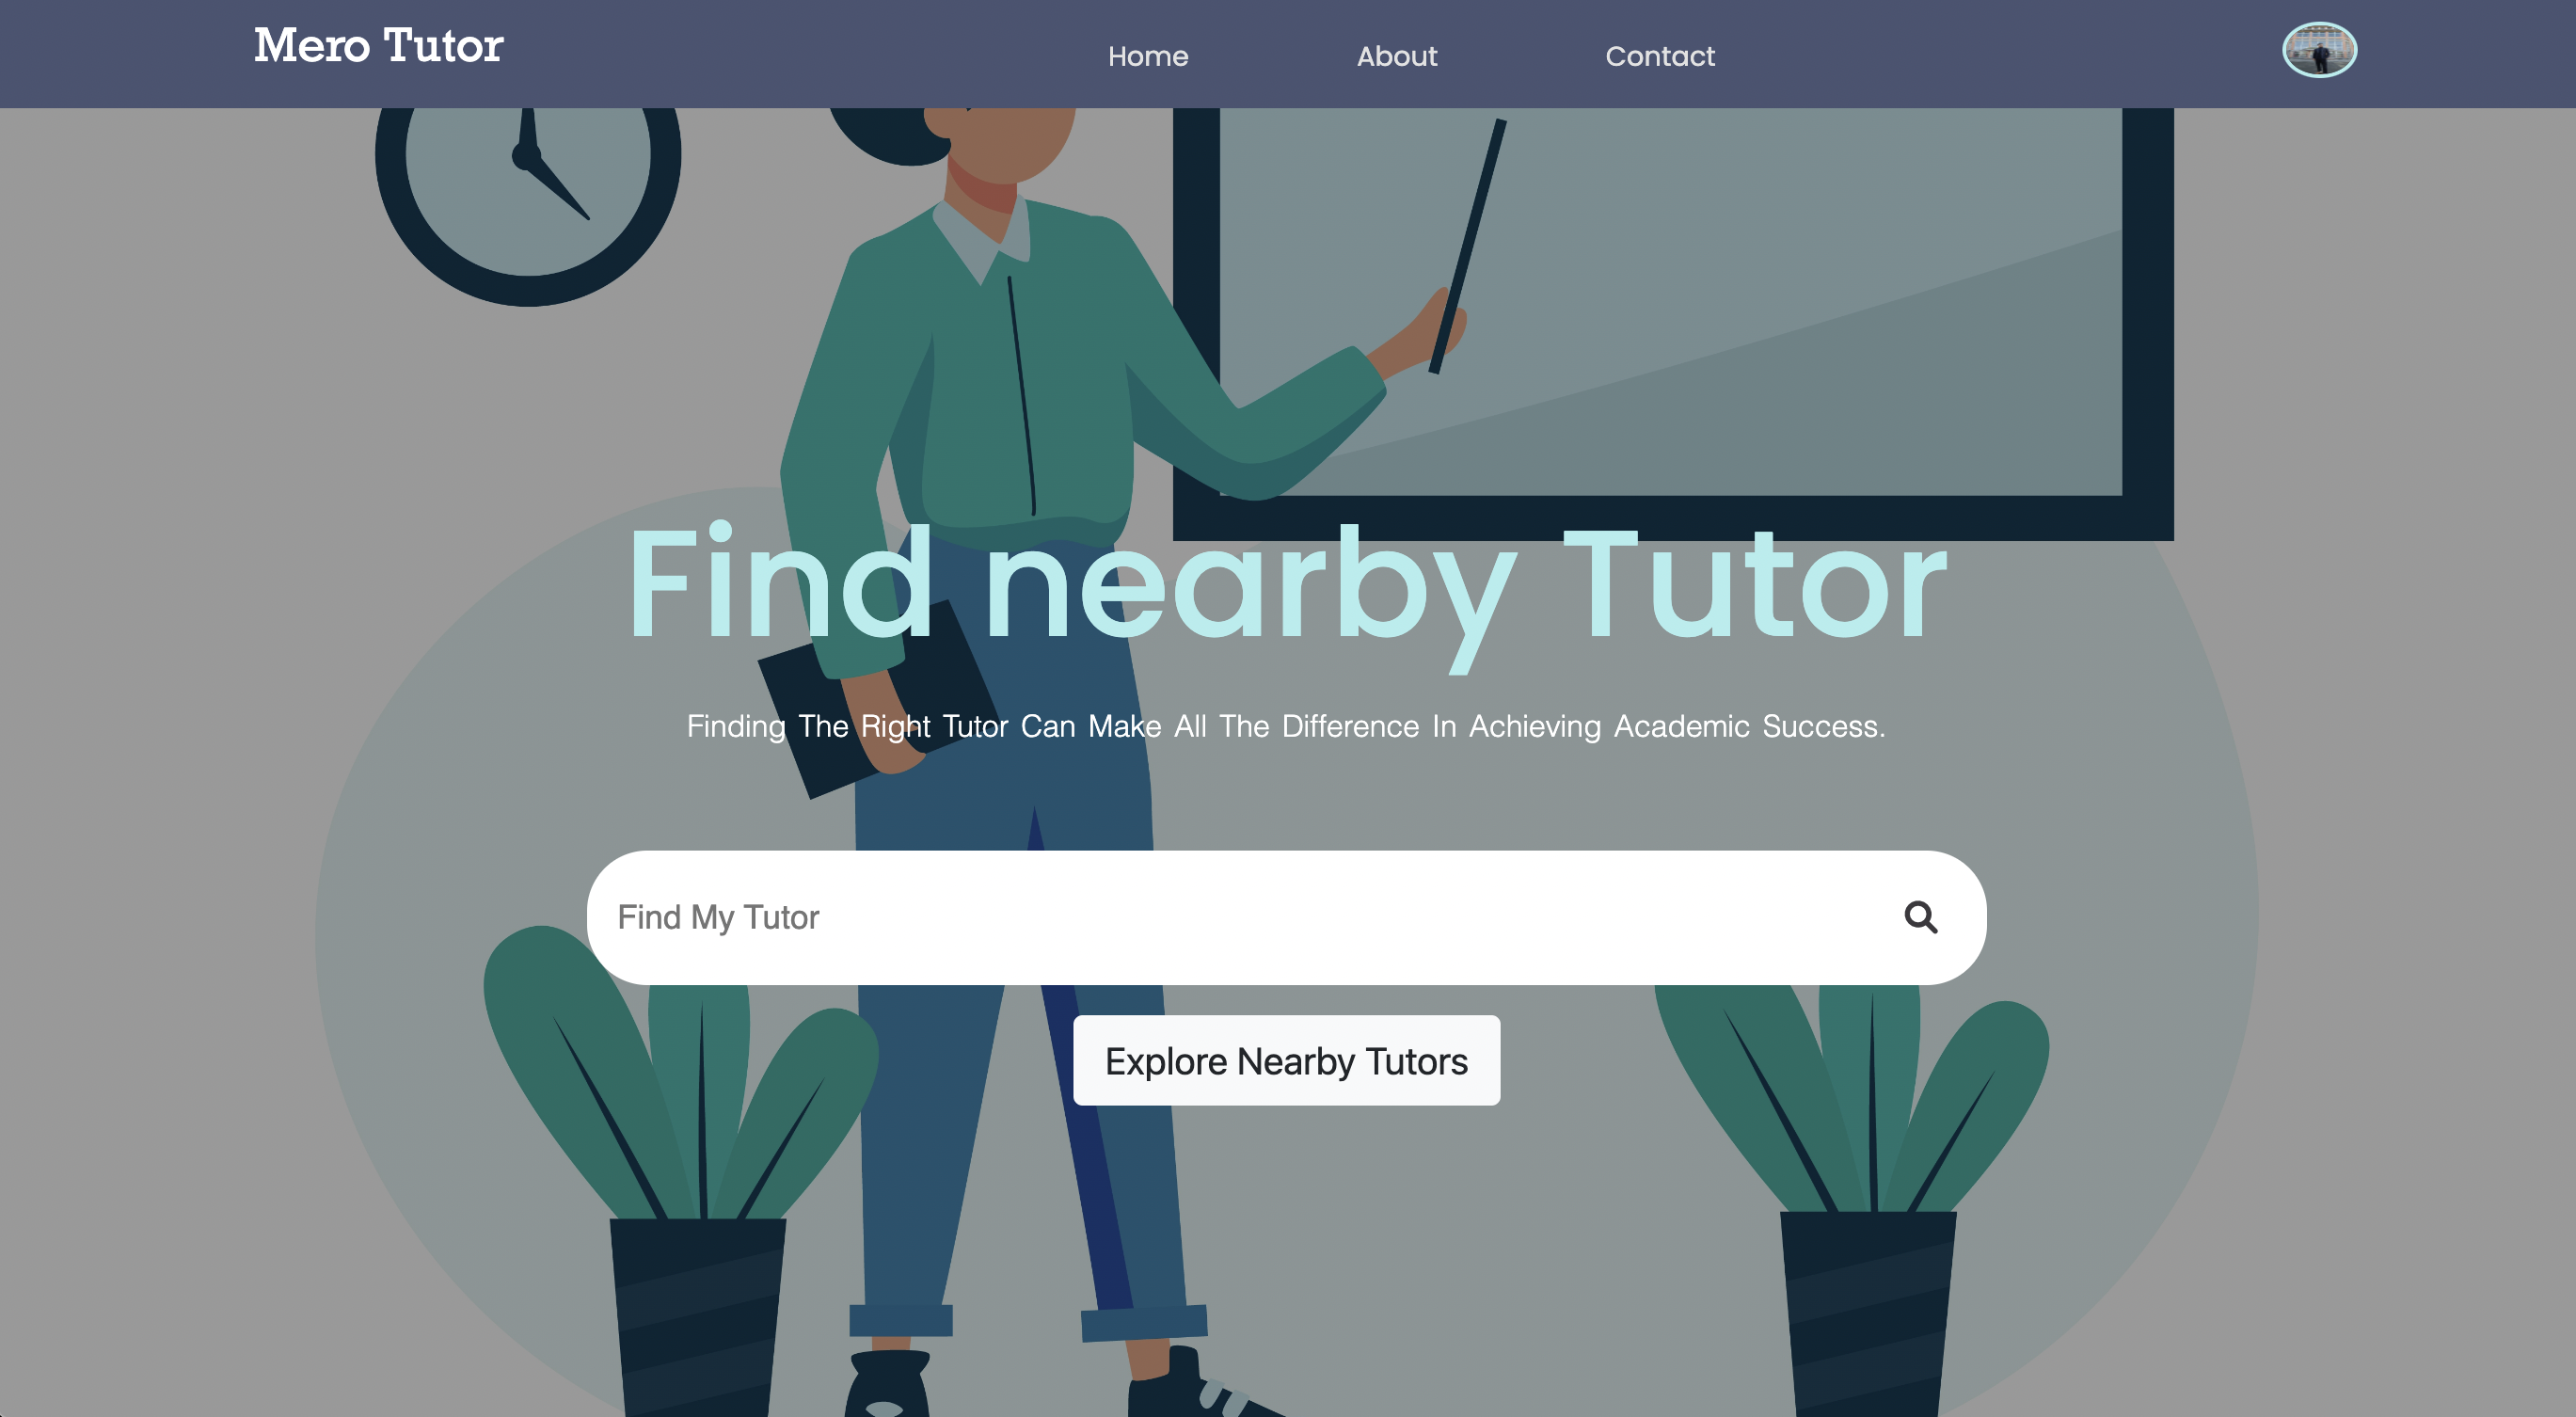 Mero Tutor
Home
About
Contact
Find nearby Tutor
Finding The Right Tutor Can Make All The Difference In Achieving Academic Success.
Find My Tutor
Explore Nearby Tutors